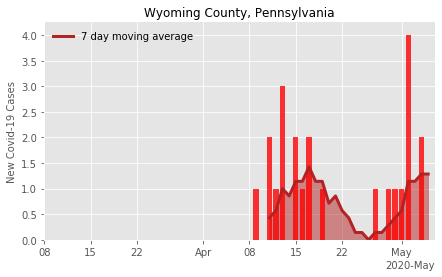 Wyoming County, Pennsylvania
7 day moving average
New Covid-19 Cases
4.0
3.5
3.0
2.5
2.0
1.5
1.0
0.5
0.0
08 15 22 Apr 08 15 22 May
2020-May